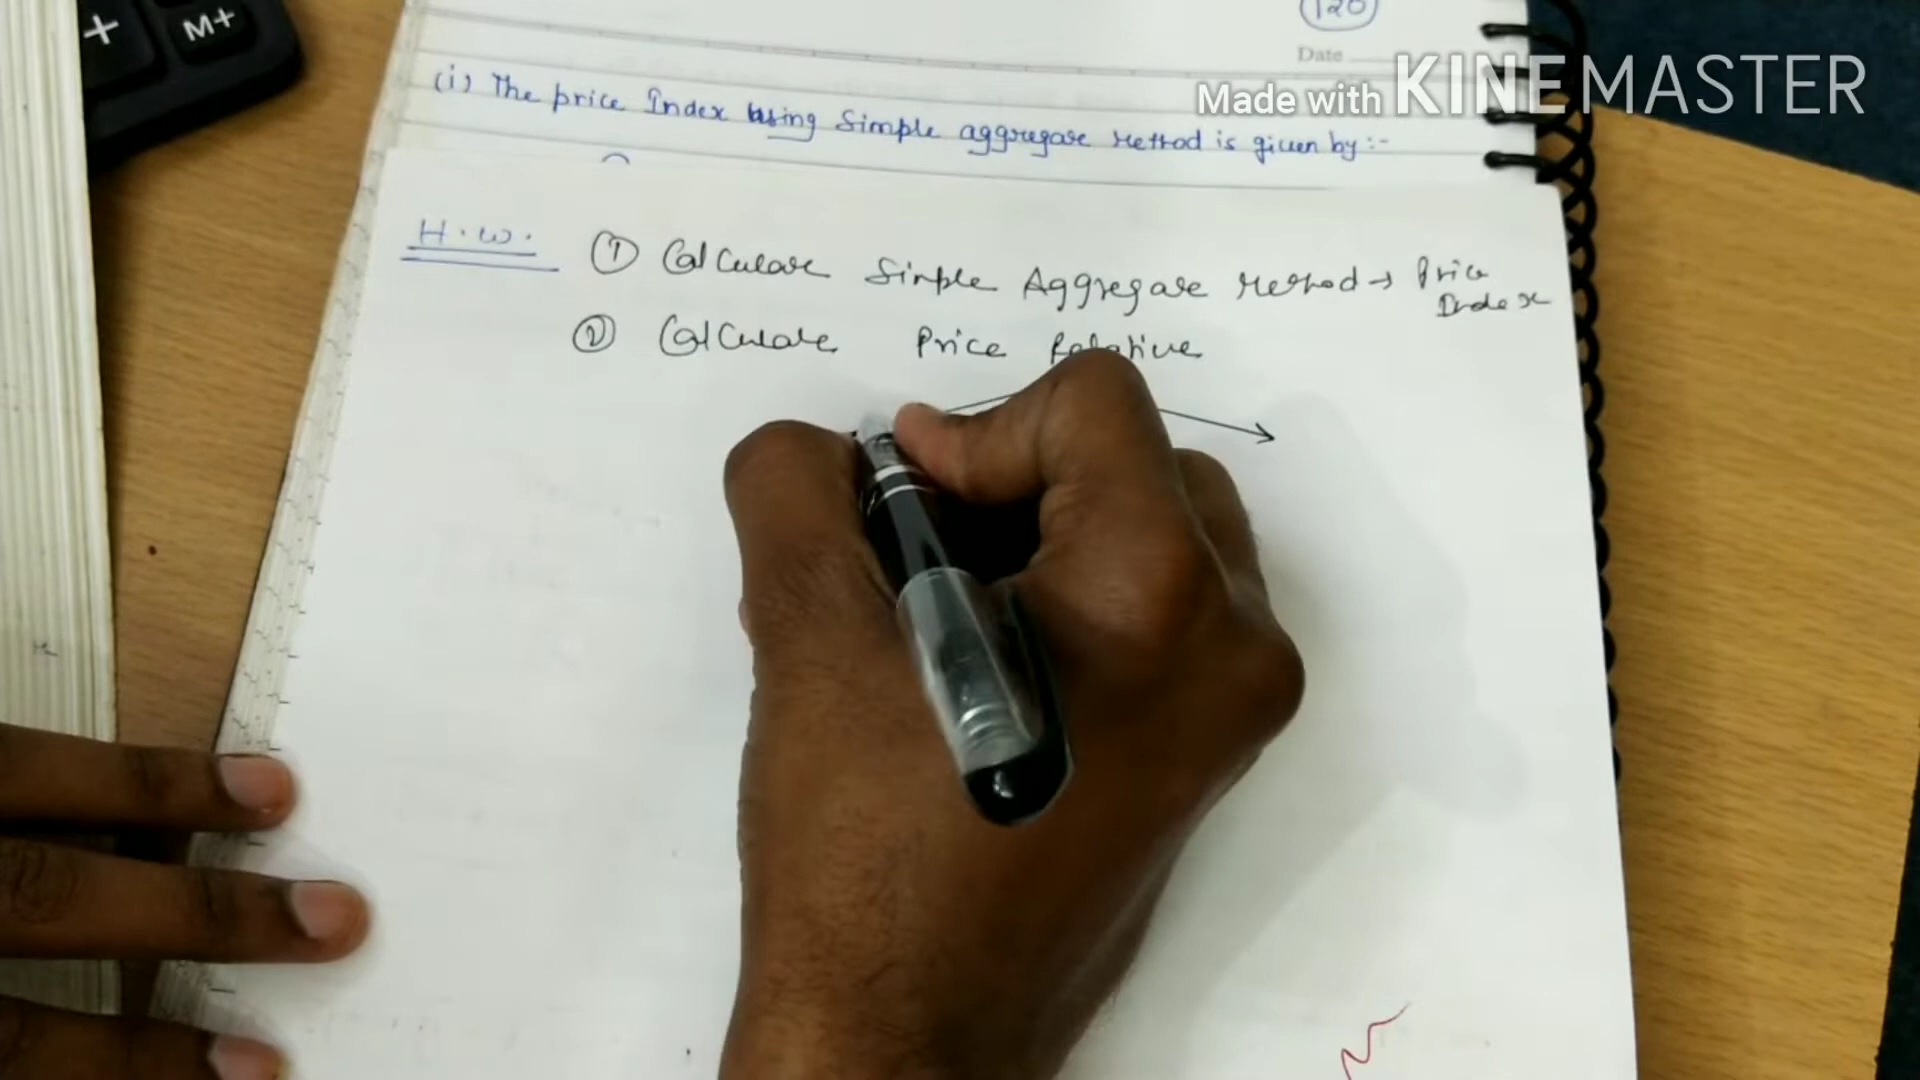 + M+
120
Date
Made with KINEMASTER
(i) The price Index using Simple aggregate Method is given by:-
H.W. ① Calculate Simple Aggregate Method → Price Index
② Calculate Price Relative